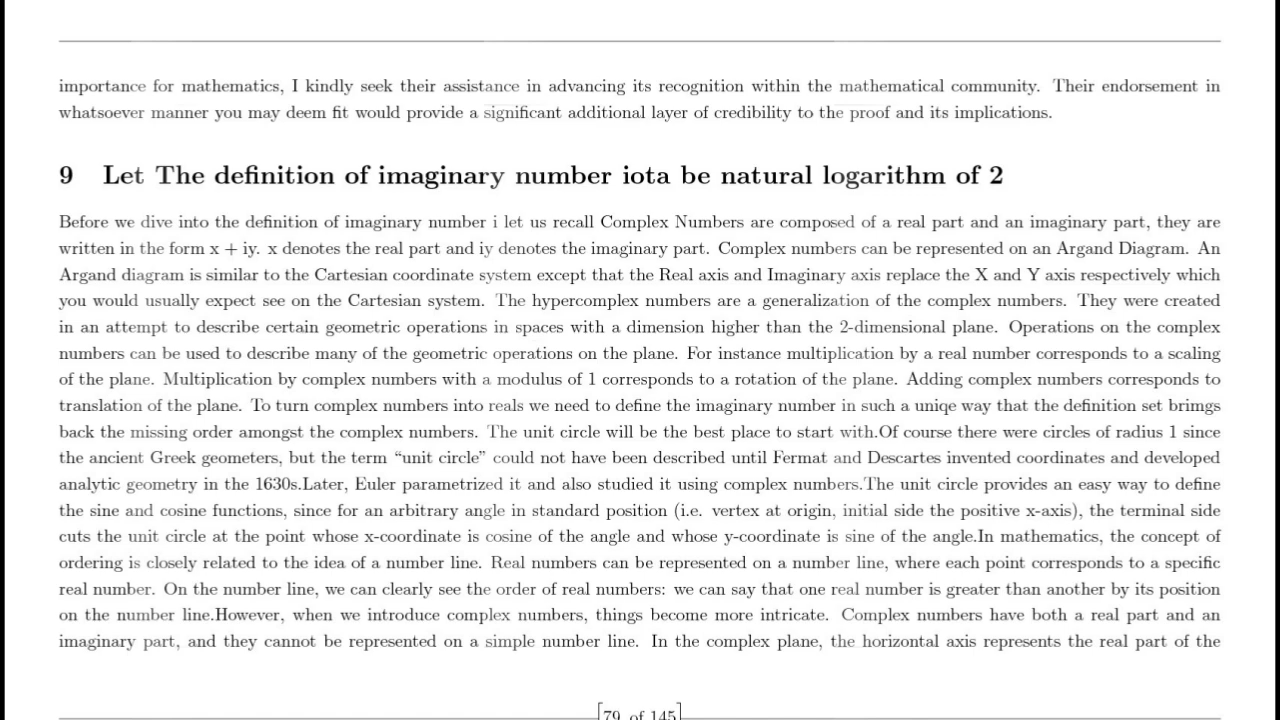 importance for mathematics, I kindly seek their assistance in advancing its recognition within the mathematical community. Their endorsement in
whatsoever manner you may deem fit would provide a significant additional layer of credibility to the proof and its implications.
9 Let The definition of imaginary number iota be natural logarithm of 2
Before we dive into the definition of imaginary number i let us recall Complex Numbers are composed of a real part and an imaginary part, they are
written in the form x + iy. x denotes the real part and iy denotes the imaginary part. Complex numbers can be represented on an Argand Diagram. An
Argand diagram is similar to the Cartesian coordinate system except that the Real axis and Imaginary axis replace the X and Y axis respectively which
you would usually expect see on the Cartesian system. The hypercomplex numbers are a generalization of the complex numbers. They were created
in an attempt to describe certain geometric operations in spaces with a dimension higher than the 2-dimensional plane. Operations on the complex
numbers can be used to describe many of the geometric operations on the plane. For instance multiplication by a real number corresponds to a scaling
of the plane. Multiplication by complex numbers with a modulus of 1 corresponds to a rotation of the plane. Adding complex numbers corresponds to
translation of the plane. To turn complex numbers into reals we need to define the imaginary number in such a uniqe way that the definition set brimgs
back the missing order amongst the complex numbers. The unit circle will be the best place to start with.Of course there were circles of radius 1 since
the ancient Greek geometers, but the term “unit circle” could not have been described until Fermat and Descartes invented coordinates and developed
analytic geometry in the 1630s.Later, Euler parametrized it and also studied it using complex numbers.The unit circle provides an easy way to define
the sine and cosine functions, since for an arbitrary angle in standard position (i.e. vertex at origin, initial side the positive x-axis), the terminal side
cuts the unit circle at the point whose x-coordinate is cosine of the angle and whose y-coordinate is sine of the angle.In mathematics, the concept of
ordering is closely related to the idea of a number line. Real numbers can be represented on a number line, where each point corresponds to a specific
real number. On the number line, we can clearly see the order of real numbers: we can say that one real number is greater than another by its position
on the number line.However, when we introduce complex numbers, things become more intricate. Complex numbers have both a real part and an
imaginary part, and they cannot be represented on a simple number line. In the complex plane, the horizontal axis represents the real part of the
79 of 145